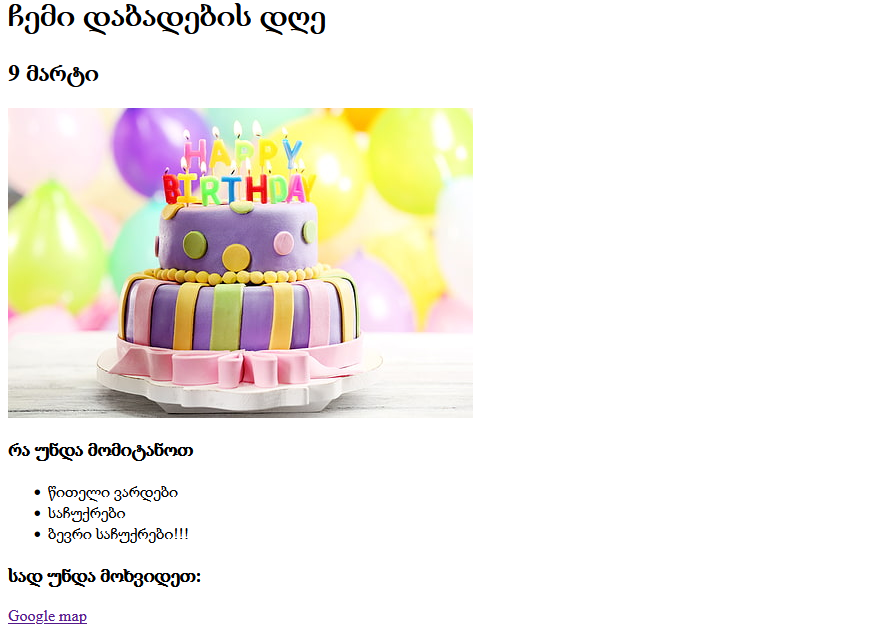 ჩემი დაბადების დღე
9 მარტი
HAPPY
BIRTHDAY
რა უნდა მომიტანოთ
წითელი ვარდები
საჩუქრები
ბევრი საჩუქრები!!!
სად უნდა მოხვიდეთ:
Google map